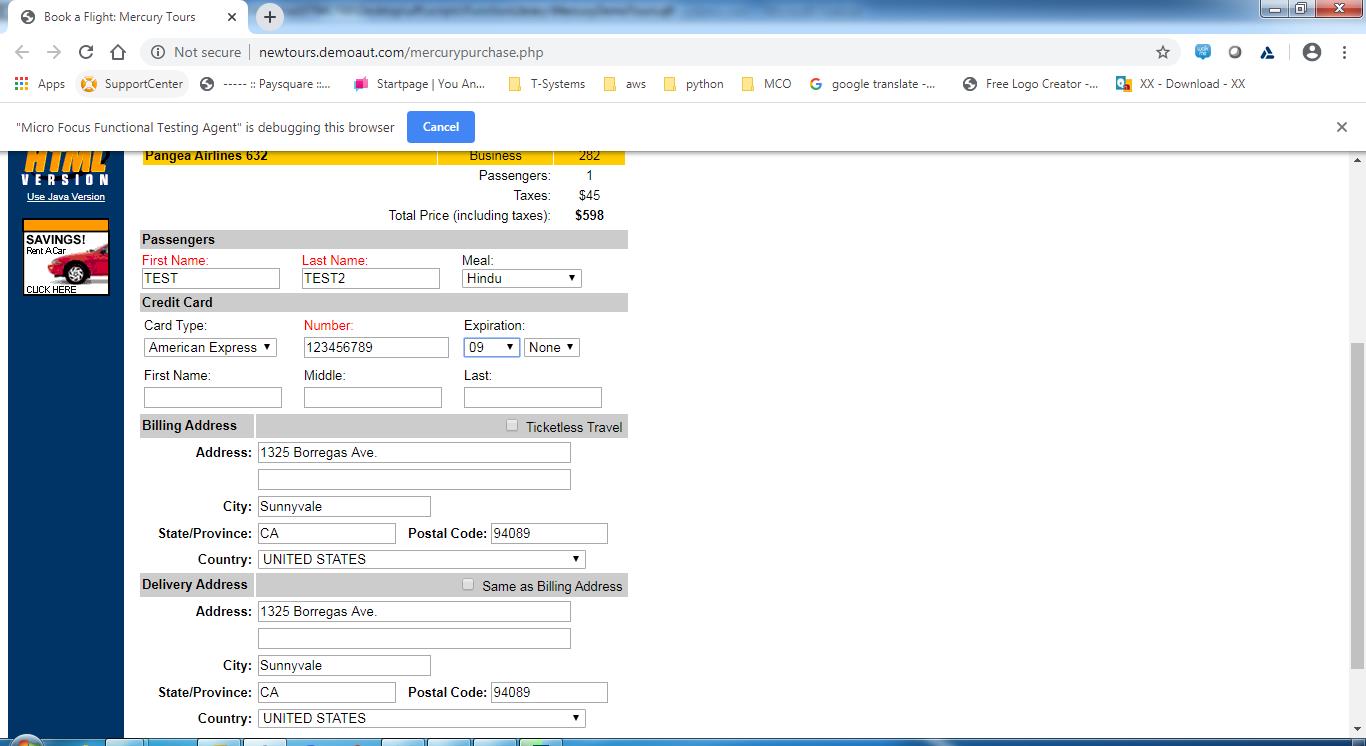 Book a Flight: Mercury Tours
Not secure | newtours.demoaut.com/mercurypurchase.php
Apps SupportCenter ----- :: Paysquare ::... Startpage | You An... T-Systems aws python MCO google translate -... Free Logo Creator -... XX - Download - XX
"Micro Focus Functional Testing Agent" is debugging this browser Cancel
HTML
VERSION
Use Java Version
SAVINGS!
Rent A Car
CLICK HERE
Pangea Airlines 632 Business 282
Passengers: 1
Taxes: $45
Total Price (including taxes): $598
Passengers
First Name: Last Name: Meal:
TEST TEST2 Hindu
Credit Card
Card Type: Number: Expiration:
American Express 123456789 09 None
First Name: Middle: Last:
Billing Address Ticketless Travel
Address: 1325 Borregas Ave.
City: Sunnyvale
State/Province: CA Postal Code: 94089
Country: UNITED STATES
Delivery Address Same as Billing Address
Address: 1325 Borregas Ave.
City: Sunnyvale
State/Province: CA Postal Code: 94089
Country: UNITED STATES